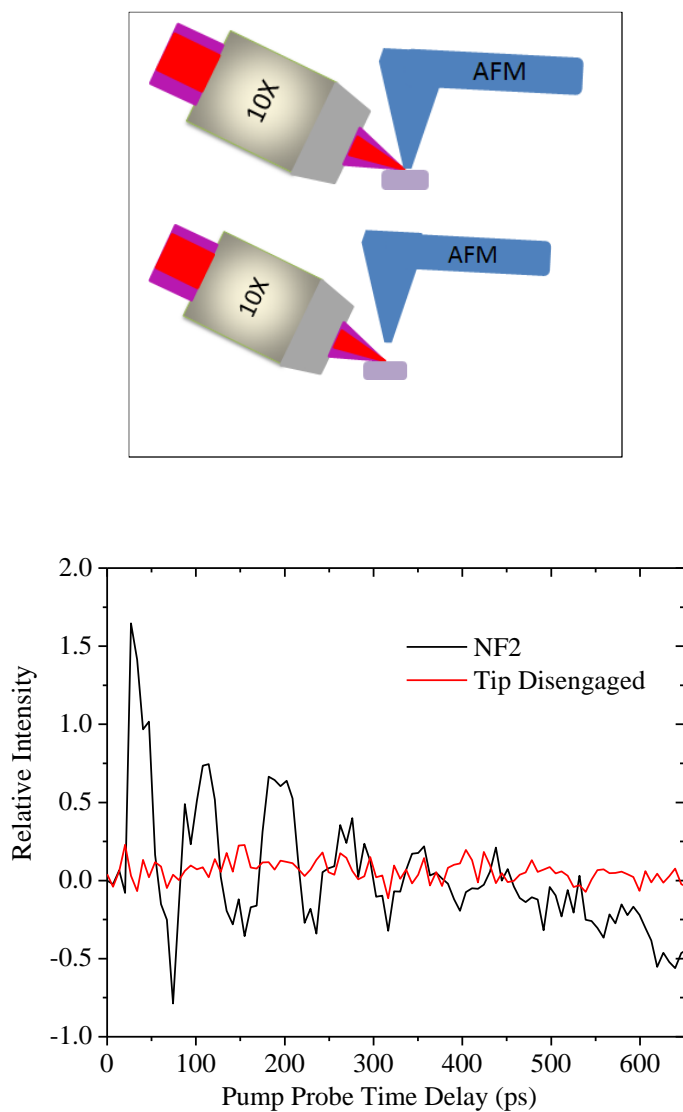 10X
AFM
10X
AFM
2.0
1.5
1.0
0.5
0.0
-0.5
-1.0
Relative Intensity
NF2
Tip Disengaged
0 100 200 300 400 500 600
Pump Probe Time Delay (ps)